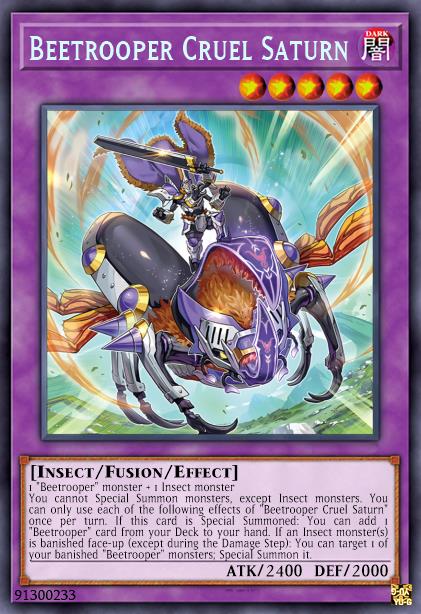 BEETROOPER CRUEL SATURN
DARK
闇
[INSECT/FUSION/EFFECT]
1 "Beetrooper" monster + 1 Insect monster
You cannot Special Summon monsters, except Insect monsters. You
can only use each of the following effects of "Beetrooper Cruel Saturn"
once per turn. If this card is Special Summoned: You can add 1
"Beetrooper" card from your Deck to your hand. If an Insect monster(s)
is banished face-up (except during the Damage Step): You can target 1 of
your banished "Beetrooper" monsters; Special Summon it.
ATK/2400 DEF/2000
91300233